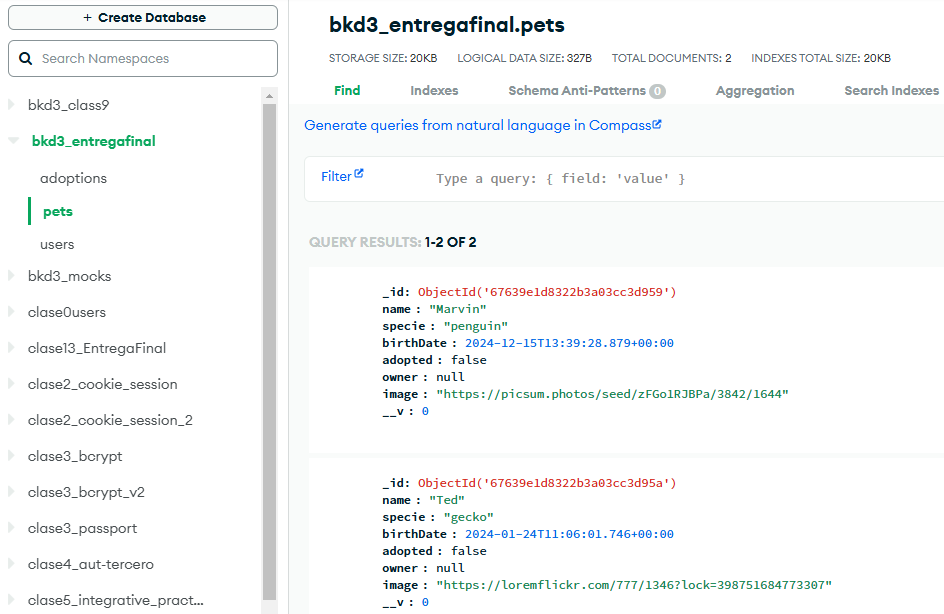 + Create Database
Search Namespaces
bkd3_class9
bkd3_entregafinal
adoptions
pets
users
bkd3_mocks
clase0users
clase13_EntregaFinal
clase2_cookie_session
clase2_cookie_session_2
clase3_bcrypt
clase3_bcrypt_v2
clase3_passport
clase4_aut-tercero
clase5_integrative_pract...
bkd3_entregafinal.pets
STORAGE SIZE: 20KB LOGICAL DATA SIZE: 327B TOTAL DOCUMENTS: 2 INDEXES TOTAL SIZE: 20KB
Find Indexes Schema Anti-Patterns 0 Aggregation Search Indexes
Generate queries from natural language in Compass
Filter Type a query: { field: 'value' }
QUERY RESULTS: 1-2 OF 2
_id: ObjectId('67639e1d8322b3a03cc3d959')
name : "Marvin"
specie : "penguin"
birthDate : 2024-12-15T13:39:28.879+00:00
adopted : false
owner : null
image : "https://picsum.photos/seed/zFGo1RJBPa/3842/1644"
__v : 0
_id: ObjectId('67639e1d8322b3a03cc3d95a')
name : "Ted"
specie : "gecko"
birthDate : 2024-01-24T11:06:01.746+00:00
adopted : false
owner : null
image : "https://loremflickr.com/777/1346?lock=398751684773307"
__v : 0